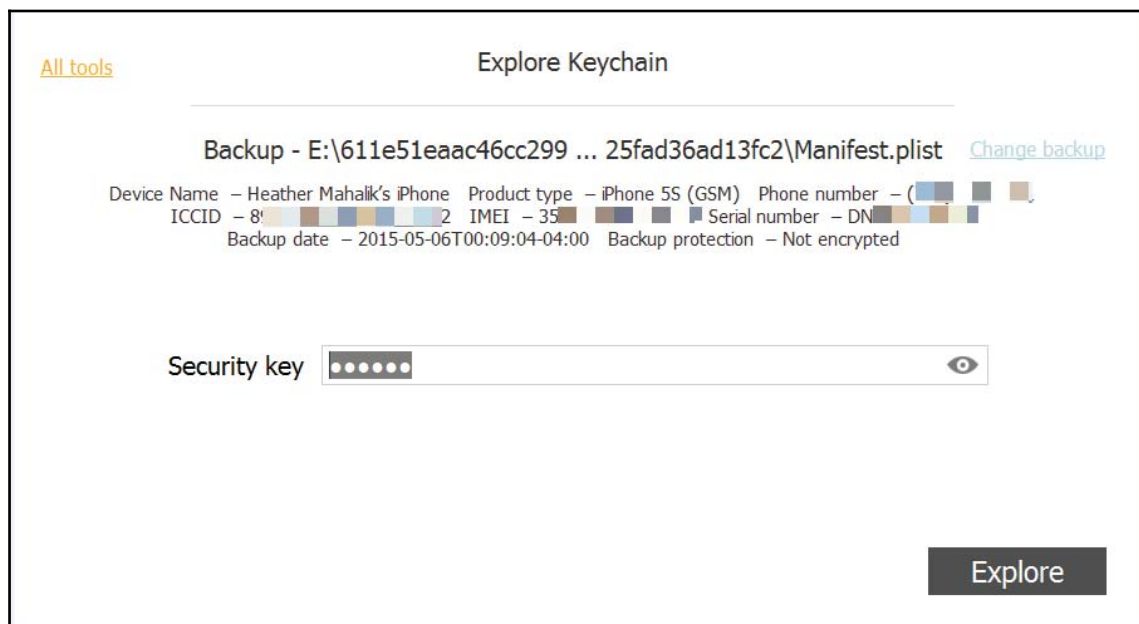 All tools
Explore Keychain
Backup - E:\611e51eaac46cc299 ... 25fad36ad13fc2\Manifest.plist Change backup
Device Name – Heather Mahalik's iPhone Product type – iPhone 5S (GSM) Phone number – (
ICCID – 8 2 IMEI – 35 Serial number – DN
Backup date – 2015-05-06T00:09:04-04:00 Backup protection – Not encrypted
Security key ●●●●●●
Explore